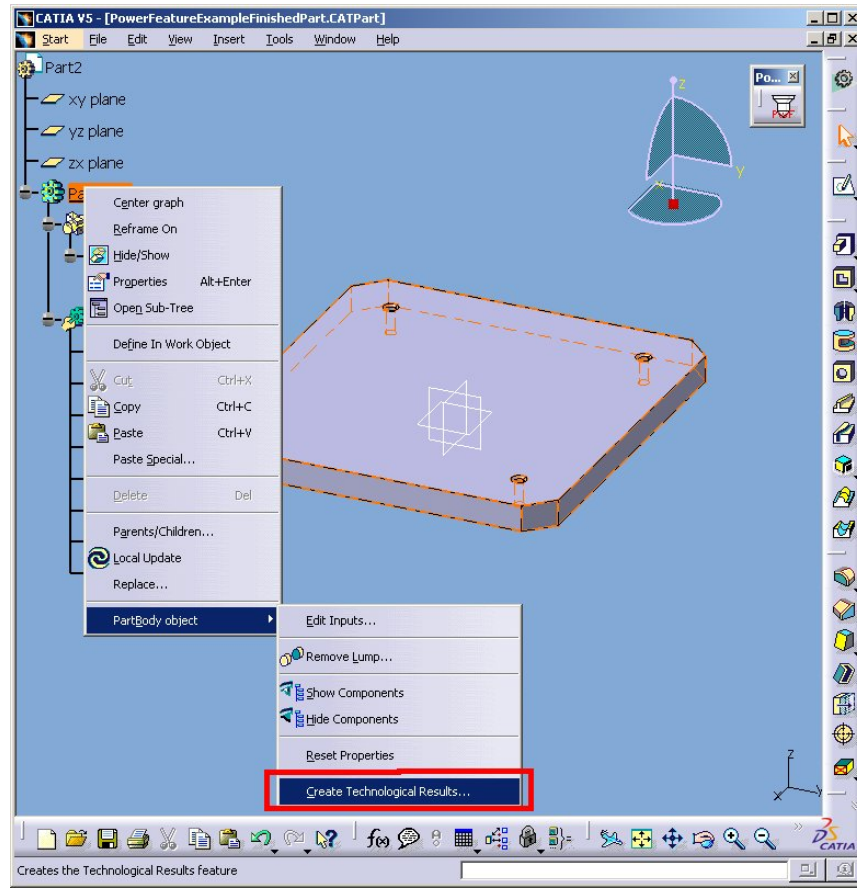 CATIA V5 - [PowerFeatureExampleFinishedPart.CATPart]
Start File Edit View Insert Tools Window Help
Part2
Po...
z
xy plane
yz plane
y
zx plane
Center graph
Reframe On
Hide/Show
Properties Alt+Enter
Open Sub-Tree
Define In Work Object
Cut Ctrl+X
Copy Ctrl+C
Paste Ctrl+V
Paste Special...
Delete Del
Parents/Children...
Local Update
Replace...
PartBody object
Edit Inputs...
Remove Lump...
Show Components
Hide Components
Reset Properties
Create Technological Results...
z
x y
f(x)
CATIA
Creates the Technological Results feature